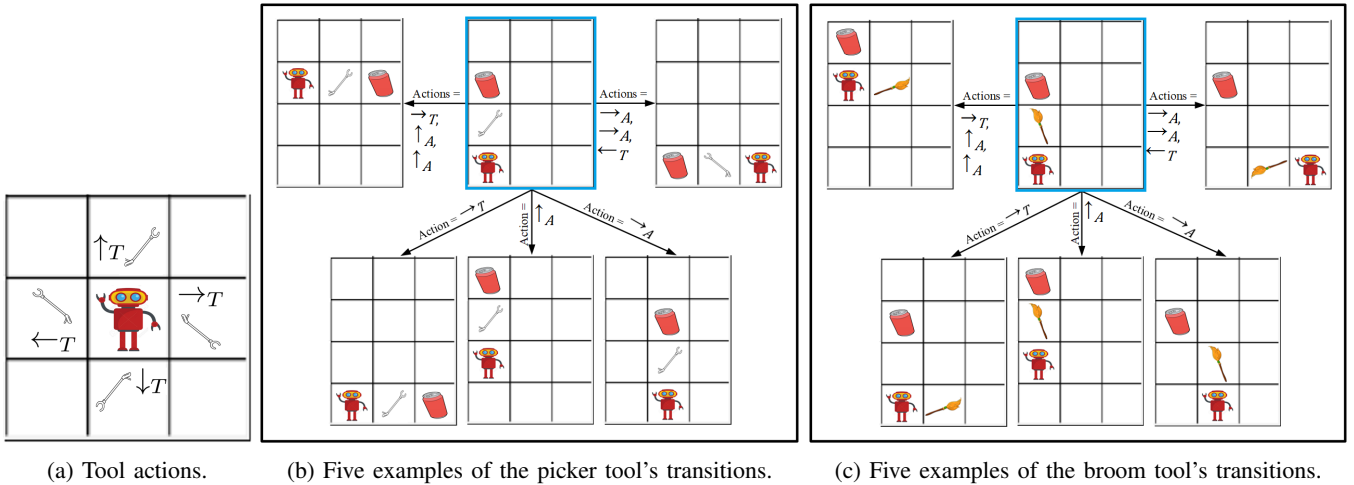 ↑T
→T
←T
↓T
(a) Tool actions.
Actions =
→T,
↑A,
↑A
Actions =
→A,
→A,
←T
Action = →T
Action = ↑A
Action = →A
(b) Five examples of the picker tool's transitions.
Actions =
→T,
↑A,
↑A
Actions =
→A,
→A,
←T
Action = →T
Action = ↑A
Action = →A
(c) Five examples of the broom tool's transitions.